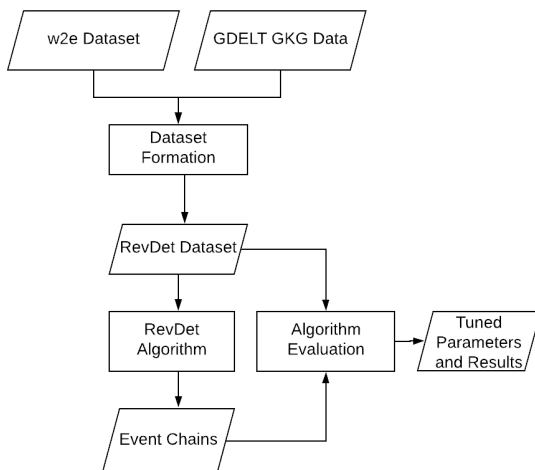 w2e Dataset
GDELT GKG Data
Dataset
Formation
RevDet Dataset
RevDet
Algorithm
Algorithm
Evaluation
Tuned
Parameters
and Results
Event Chains